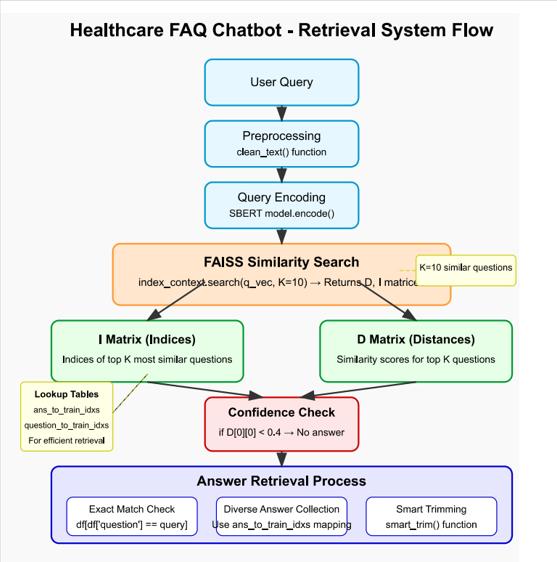 Healthcare FAQ Chatbot - Retrieval System Flow
User Query
Preprocessing
clean_text() function
Query Encoding
SBERT model.encode()
FAISS Similarity Search
index_context.search(q_vec, K=10) → Returns D, I matrice
K=10 similar questions
I Matrix (Indices)
Indices of top K most similar questions
D Matrix (Distances)
Similarity scores for top K questions
Lookup Tables
ans_to_train_idxs
question_to_train_idxs
For efficient retrieval
Confidence Check
if D[0][0] < 0.4 → No answer
Answer Retrieval Process
Exact Match Check
df[df['question'] == query]
Diverse Answer Collection
Use ans_to_train_idxs mapping
Smart Trimming
smart_trim() function